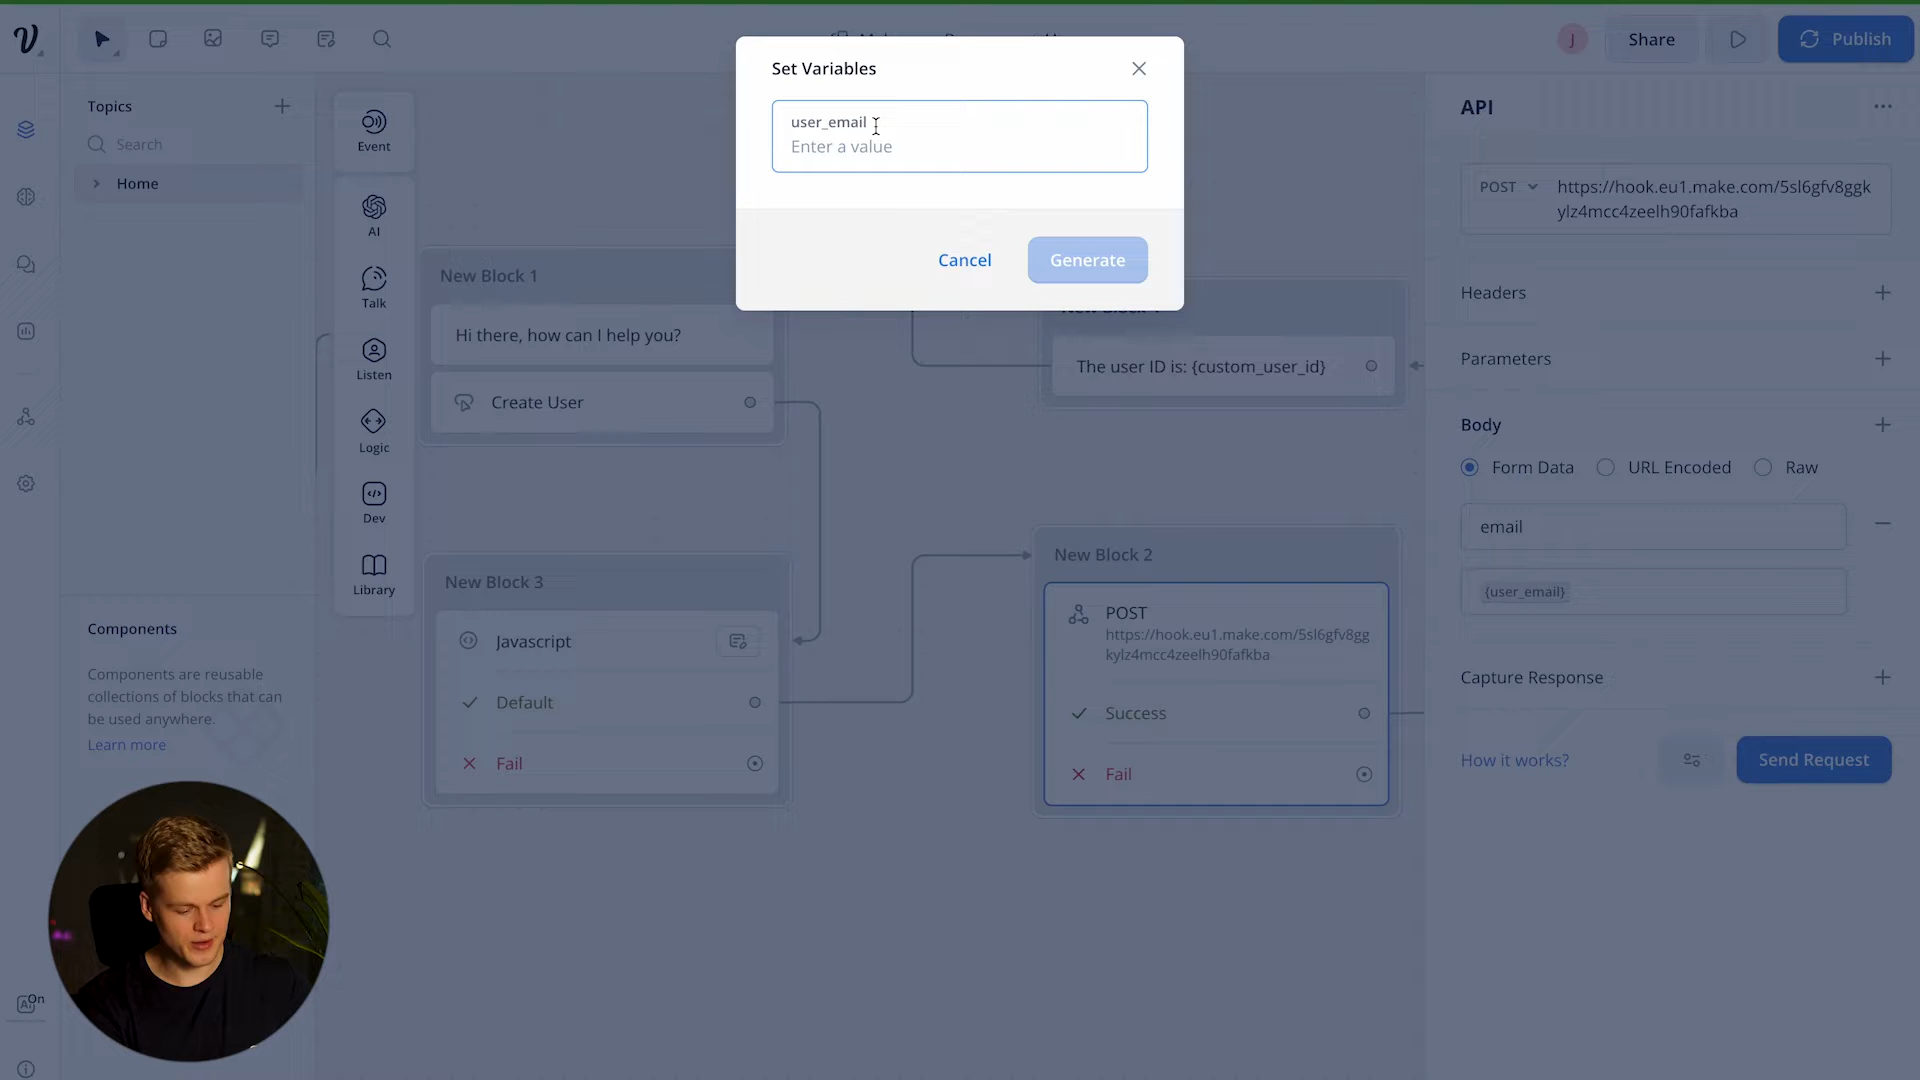 Share
Publish
J
Topics
Search
Home
Event
AI
Talk
Listen
Logic
Dev
Library
Components
Components are reusable
collections of blocks that can
be used anywhere.
Learn more
On
Set Variables
user_email
Enter a value
Cancel
Generate
New Block 1
Hi there, how can I help you?
Create User
The user ID is: {custom_user_id}
New Block 3
Javascript
Default
Fail
New Block 2
POST
https://hook.eu1.make.com/5sl6gfv8gg
kylz4mcc4zeelh90fafkba
Success
Fail
API
POST
https://hook.eu1.make.com/5sl6gfv8ggk
ylz4mcc4zeelh90fafkba
Headers
Parameters
Body
Form Data
URL Encoded
Raw
email
{user_email}
Capture Response
How it works?
Send Request